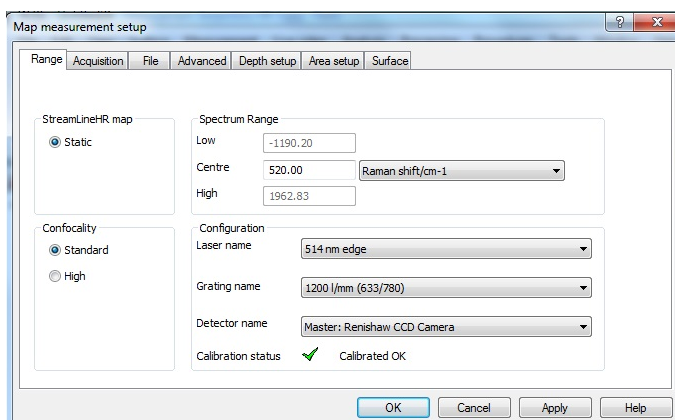 Map measurement setup
? X
Range Acquisition File Advanced Depth setup Area setup Surface
StreamLineHR map
Static
Spectrum Range
Low -1190.20
Centre 520.00 Raman shift/cm-1
High 1962.83
Confocality
Standard
High
Configuration
Laser name 514 nm edge
Grating name 1200 l/mm (633/780)
Detector name Master: Renishaw CCD Camera
Calibration status Calibrated OK
OK Cancel Apply Help